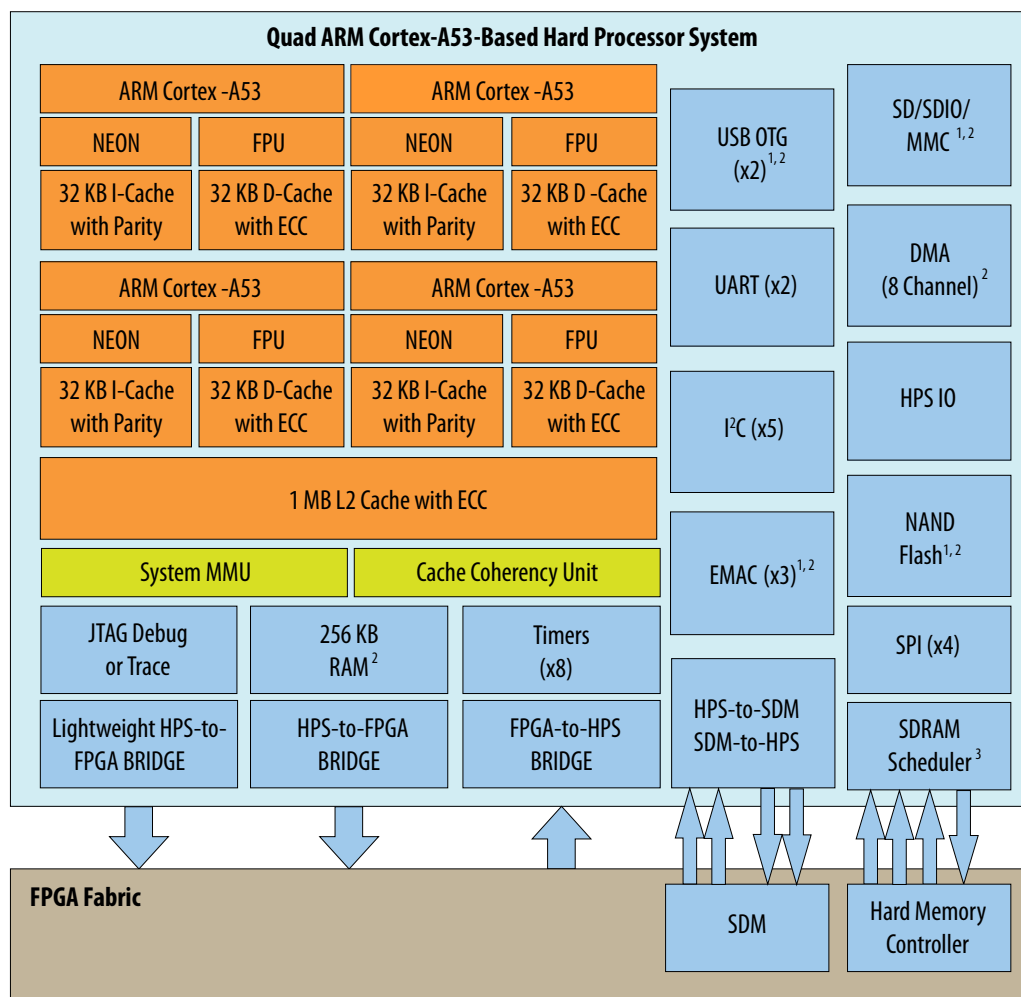 Quad ARM Cortex-A53-Based Hard Processor System
ARM Cortex -A53
ARM Cortex -A53
NEON
FPU
NEON
FPU
32 KB I-Cache
with Parity
32 KB D-Cache
with ECC
32 KB I-Cache
with Parity
32 KB D -Cache
with ECC
ARM Cortex -A53
ARM Cortex -A53
NEON
FPU
NEON
FPU
32 KB I-Cache
with Parity
32 KB D-Cache
with ECC
32 KB I-Cache
with Parity
32 KB D-Cache
with ECC
1 MB L2 Cache with ECC
System MMU
Cache Coherency Unit
JTAG Debug
or Trace
256 KB
RAM 2
Timers
(x8)
Lightweight HPS-to-
FPGA BRIDGE
HPS-to-FPGA
BRIDGE
FPGA-to-HPS
BRIDGE
USB OTG
(x2) 1, 2
UART (x2)
I2C (x5)
EMAC (x3) 1, 2
HPS-to-SDM
SDM-to-HPS
SD/SDIO/
MMC 1, 2
DMA
(8 Channel) 2
HPS IO
NAND
Flash 1, 2
SPI (x4)
SDRAM
Scheduler 3
FPGA Fabric
SDM
Hard Memory
Controller